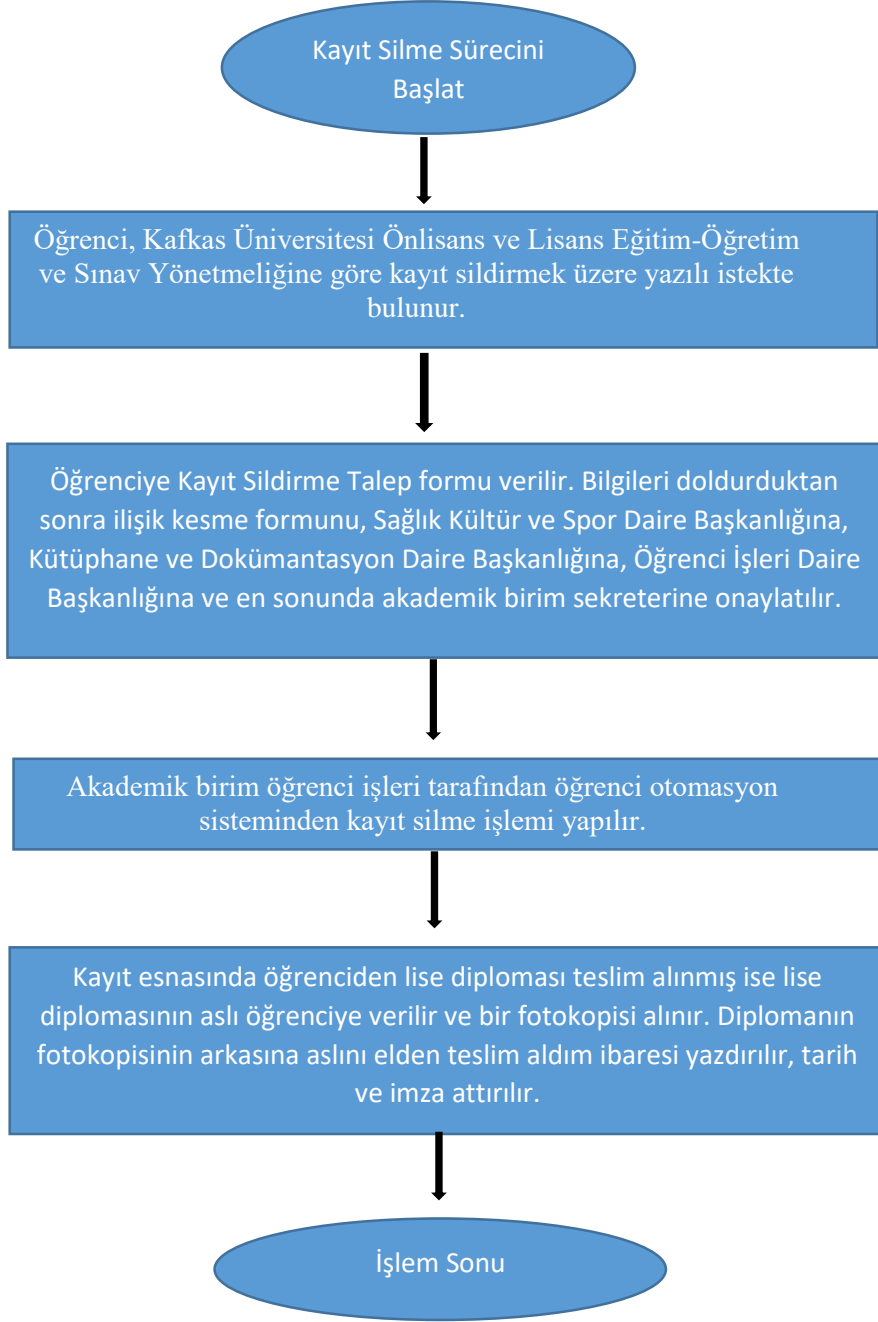 Kayıt Silme Sürecini
Başlat
Öğrenci, Kafkas Üniversitesi Önlisans ve Lisans Eğitim-Öğretim
ve Sınav Yönetmeliğine göre kayıt sildirmek üzere yazılı istekte
bulunur.
Öğrenciye Kayıt Sildirme Talep formu verilir. Bilgileri doldurduktan
sonra ilişik kesme formunu, Sağlık Kültür ve Spor Daire Başkanlığına,
Kütüphane ve Dokümantasyon Daire Başkanlığına, Öğrenci İşleri Daire
Başkanlığına ve en sonunda akademik birim sekreterine onaylatılır.
Akademik birim öğrenci işleri tarafından öğrenci otomasyon
sisteminden kayıt silme işlemi yapılır.
Kayıt esnasında öğrenciden lise diploması teslim alınmış ise lise
diplomasının aslı öğrenciye verilir ve bir fotokopisi alınır. Diplomanın
fotokopisinin arkasına aslını elden teslim aldım ibaresi yazdırılır, tarih
ve imza attırılır.
İşlem Sonu